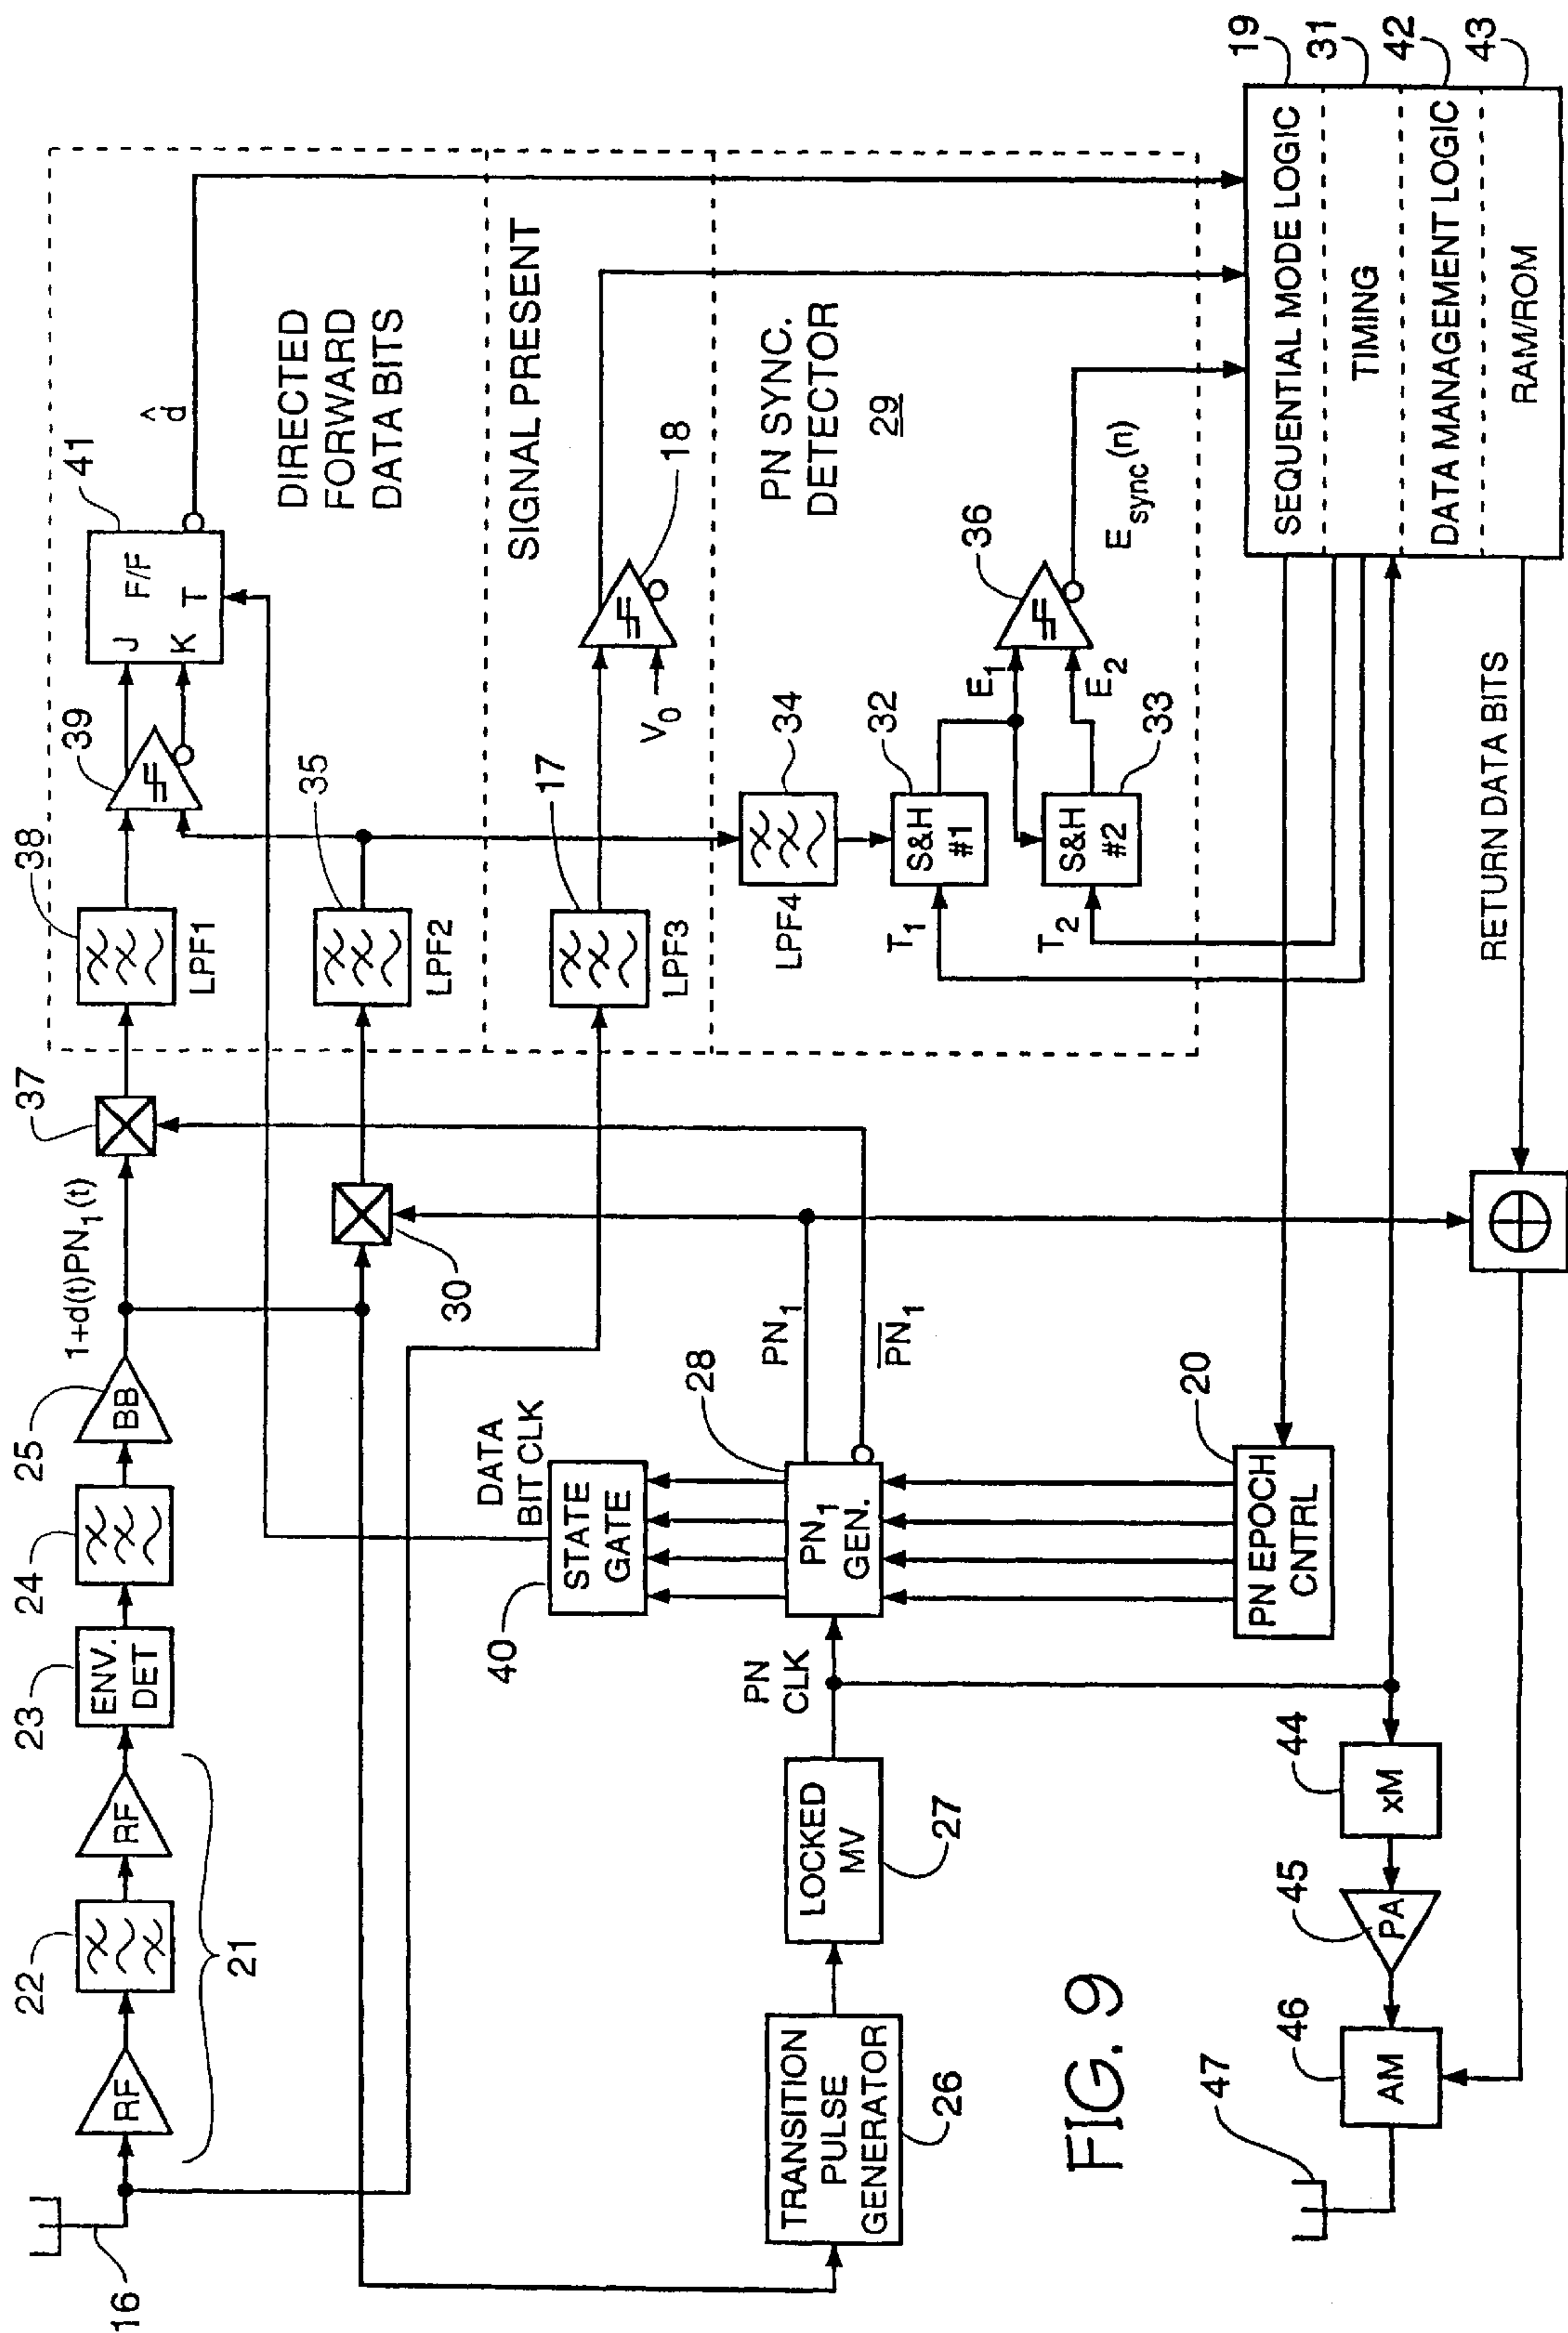 16
RF
22
RF
21
23
ENV.
DET
24
25
BB
1+d(t)PN1(t)
37
38
LPF1
39
41
J
K
F/F
T
d̂
DIRECTED
FORWARD
DATA BITS
30
35
LPF2
SIGNAL PRESENT
17
LPF3
V0
18
PN SYNC.
DETECTOR
29
34
LPF4
32
S&H
#1
T1
E1
33
S&H
#2
T2
E2
36
Esync(n)
DATA
BIT CLK
STATE
GATE
40
28
PN1
GEN.
PN1
P̅N̅1
PN
CLK
LOCKED
MV
27
TRANSITION
PULSE
GENERATOR
26
20
PN EPOCH
CNTRL
SEQUENTIAL MODE LOGIC
19
TIMING
31
DATA MANAGEMENT LOGIC
42
RAM/ROM
43
RETURN DATA BITS
44
xM
45
PA
46
AM
47
FIG. 9